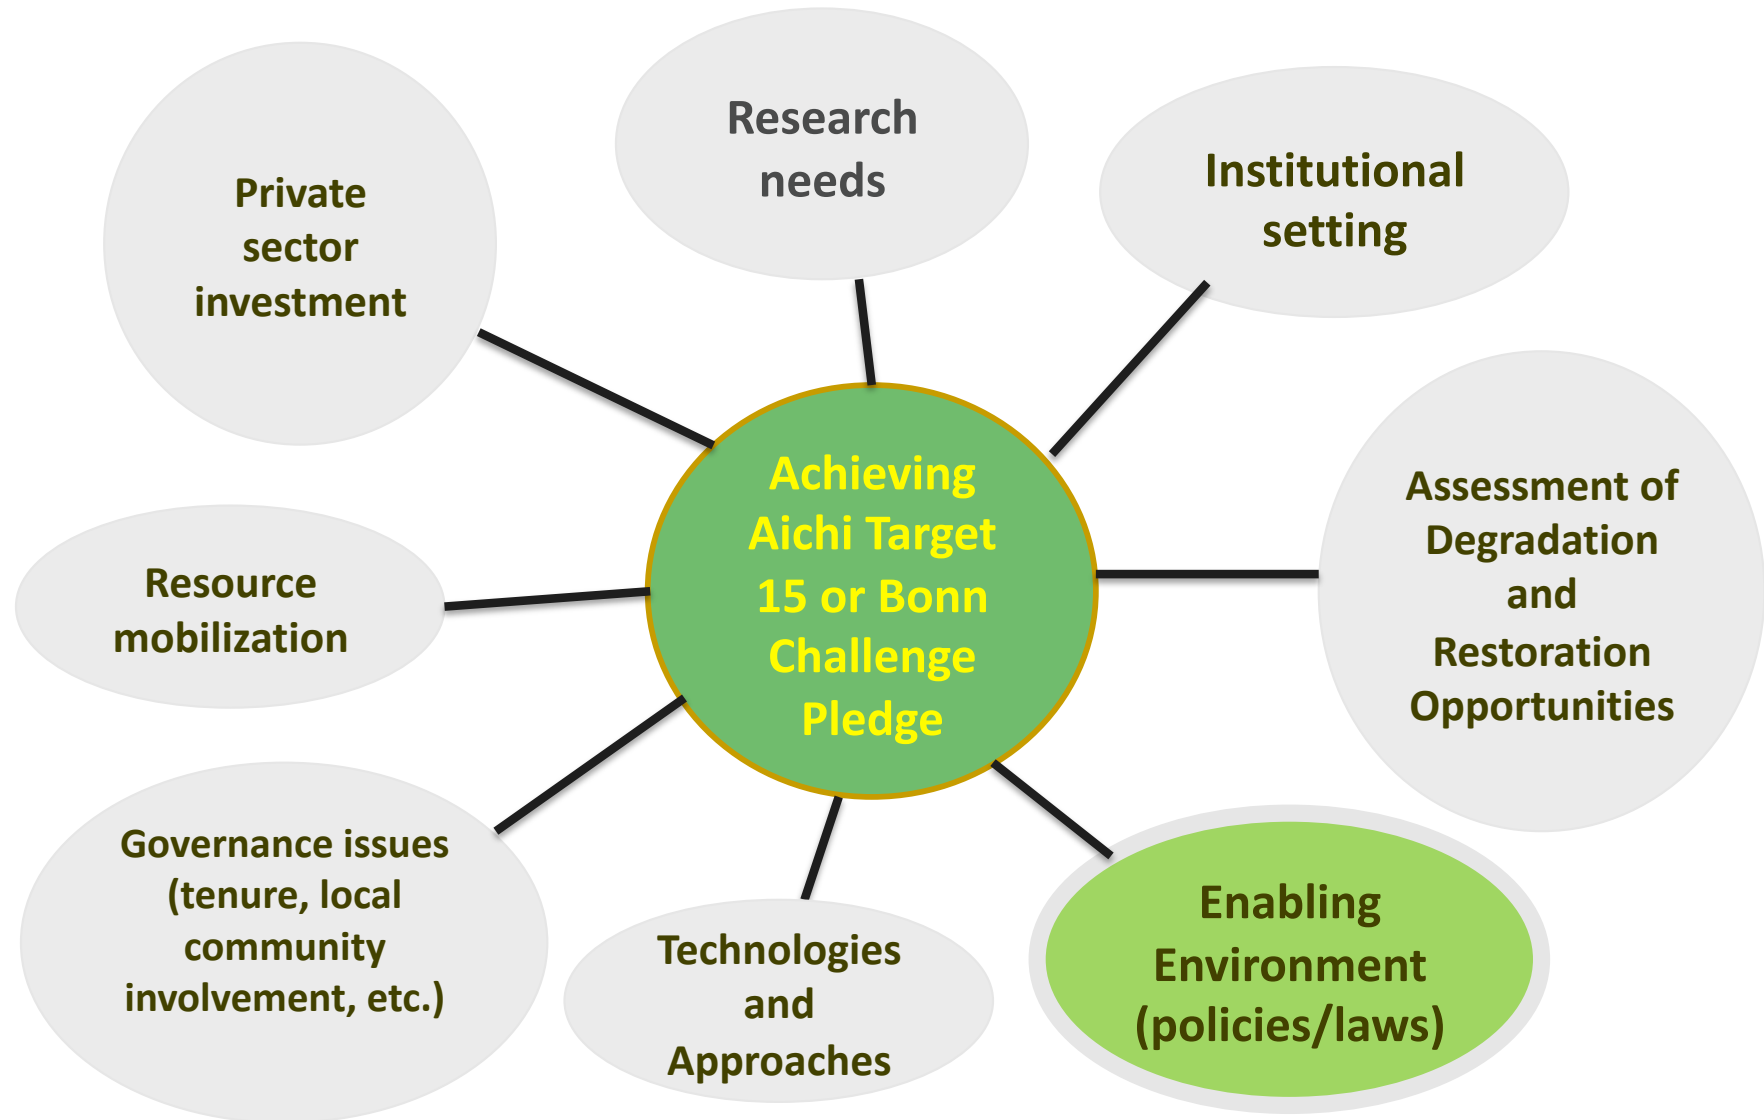 Research
needs
Institutional
setting
Private
sector
investment
Achieving
Aichi Target
15 or Bonn
Challenge
Pledge
Assessment of
Degradation
and
Restoration
Opportunities
Resource
mobilization
Governance issues
(tenure, local
community
involvement, etc.)
Technologies
and
Approaches
Enabling
Environment
(policies/laws)